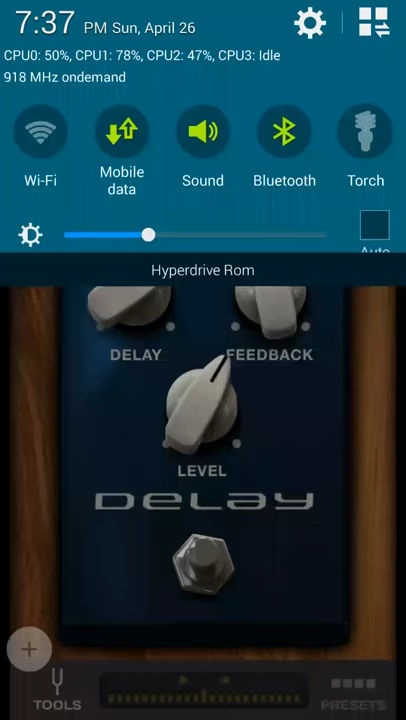 7:37 PM Sun, April 26
CPU0: 50%, CPU1: 78%, CPU2: 47%, CPU3: Idle
918 MHz ondemand
Wi-Fi
Mobile data
Sound
Bluetooth
Torch
Auto
Hyperdrive Rom
DELAY
FEEDBACK
LEVEL
DELAY
TOOLS
PRESETS